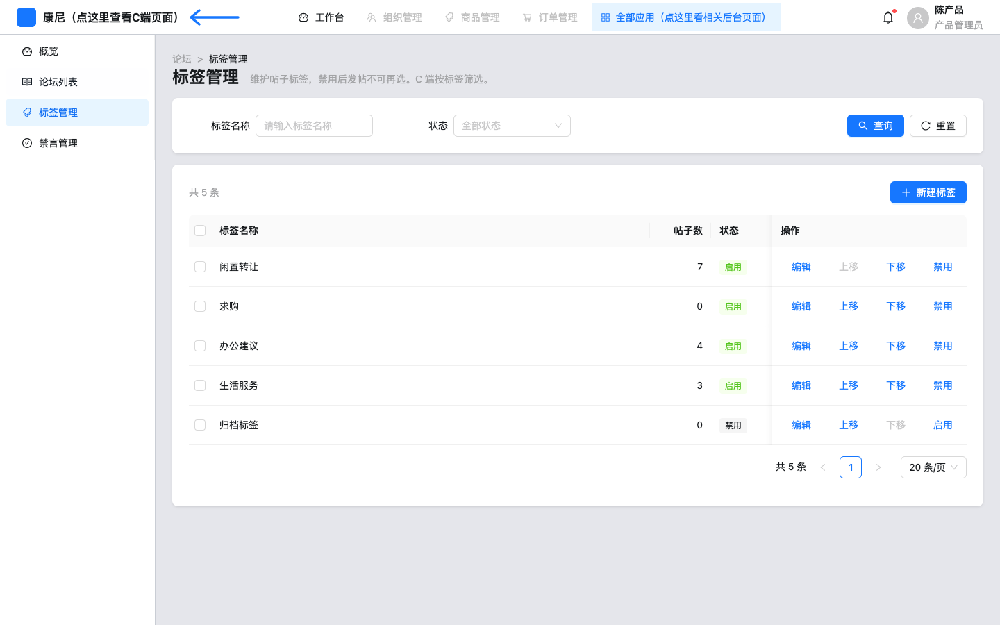 康尼（点这里查看C端页面） 工作台 组织管理 商品管理 订单管理 全部应用（点这里看相关后台页面） 陈产品
产品管理员
概览
论坛列表
标签管理
禁言管理
论坛 > 标签管理
标签管理 维护帖子标签，禁用后发帖不可再选。C 端按标签筛选。
标签名称 请输入标签名称 状态 全部状态 查询 重置
共 5 条 新建标签
标签名称 帖子数 状态 操作
闲置转让 7 启用 编辑 上移 下移 禁用
求购 0 启用 编辑 上移 下移 禁用
办公建议 4 启用 编辑 上移 下移 禁用
生活服务 3 启用 编辑 上移 下移 禁用
归档标签 0 禁用 编辑 上移 下移 启用
共 5 条 < 1 > 20 条/页